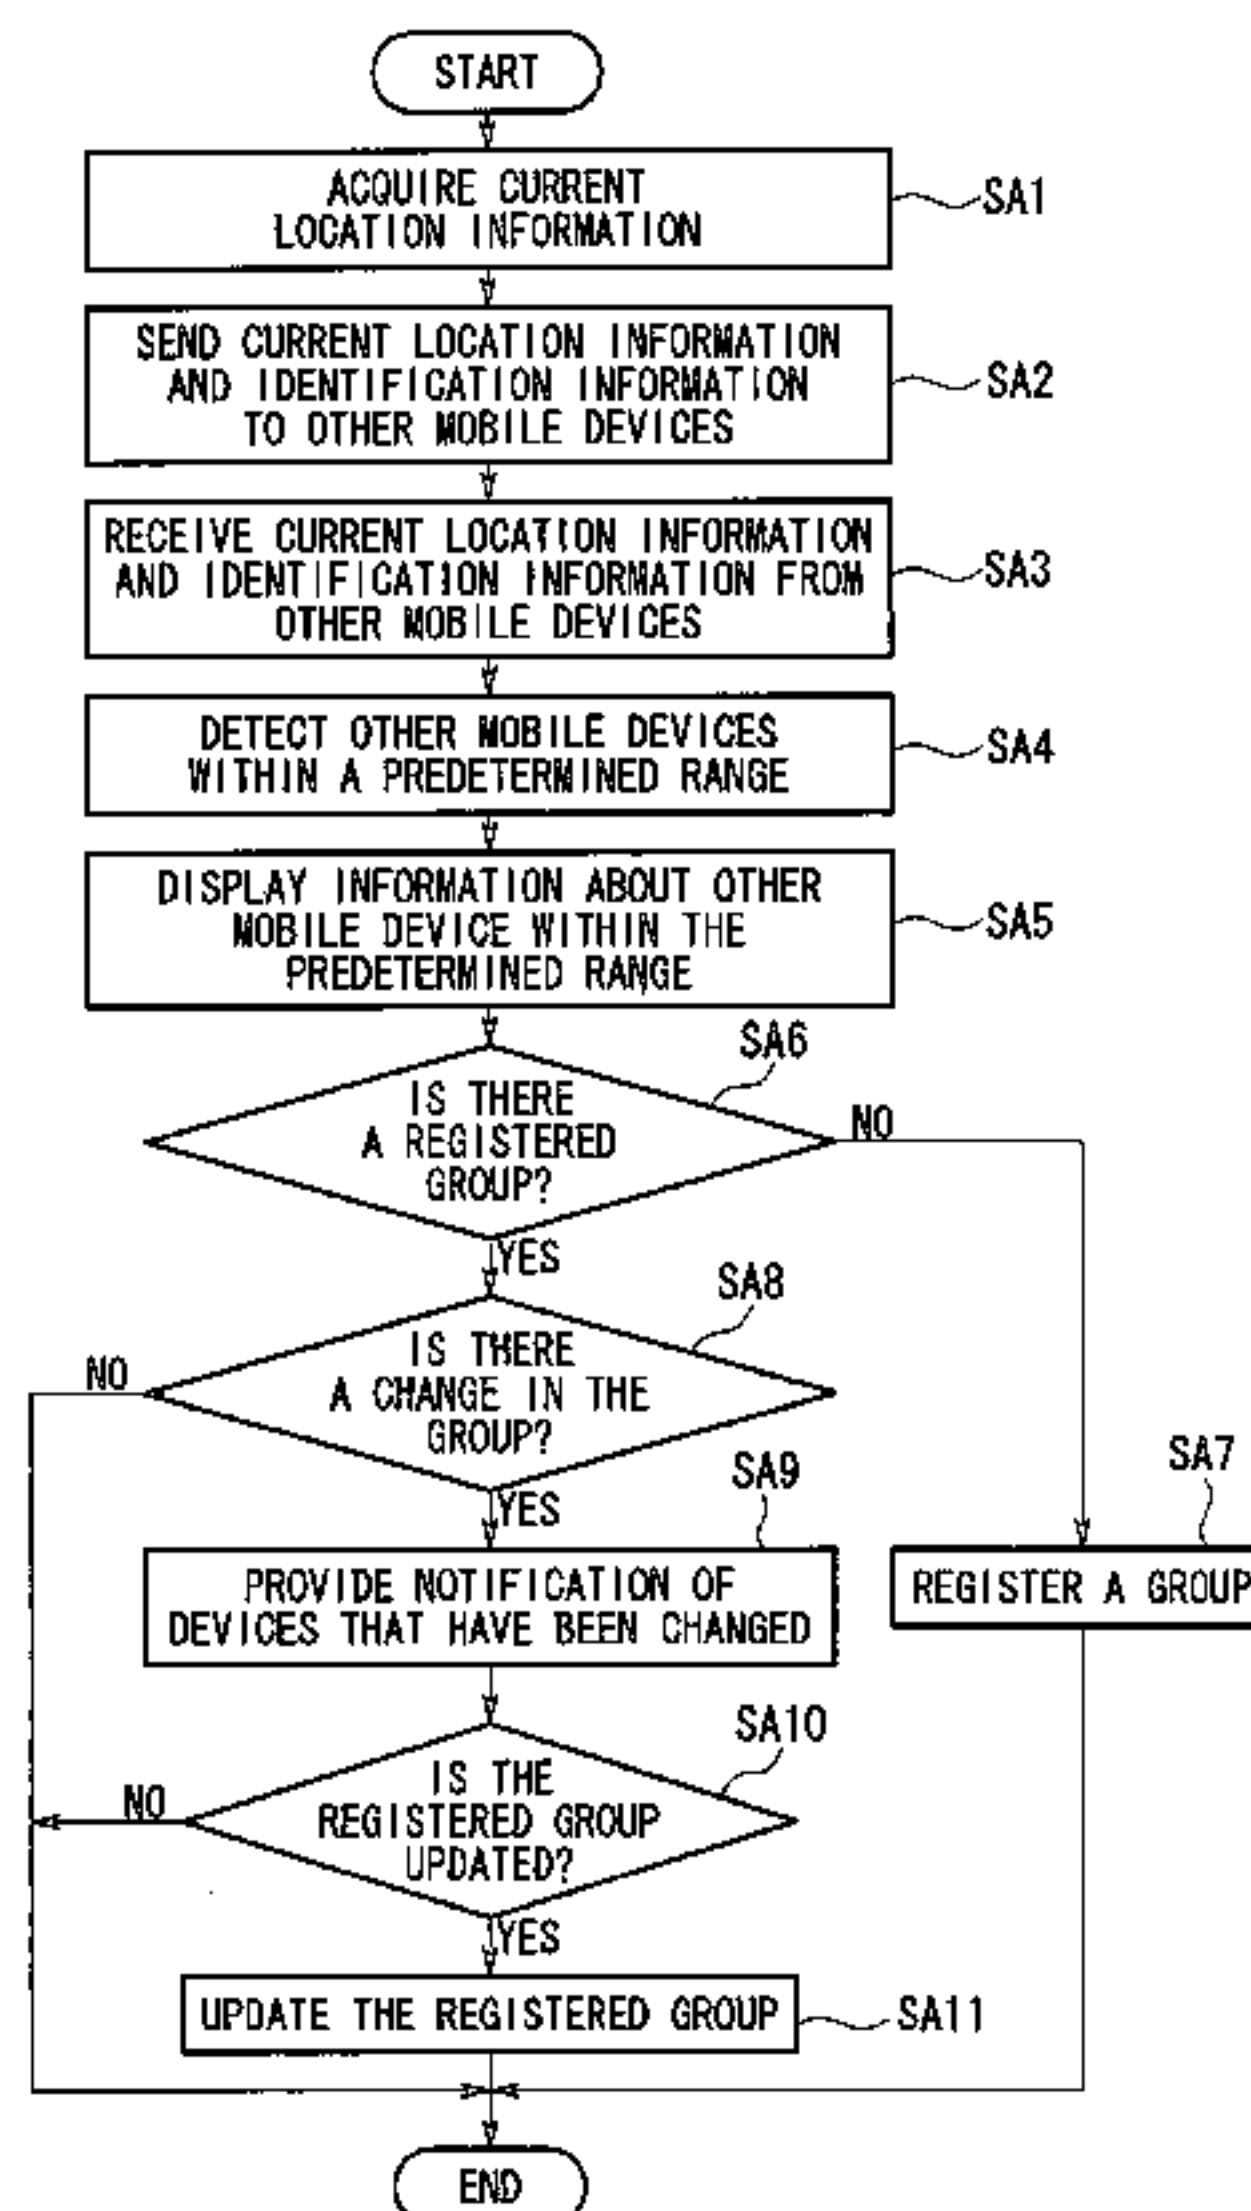 START
ACQUIRE CURRENT
LOCATION INFORMATION
SA1
SEND CURRENT LOCATION INFORMATION
AND IDENTIFICATION INFORMATION
TO OTHER MOBILE DEVICES
SA2
RECEIVE CURRENT LOCATION INFORMATION
AND IDENTIFICATION INFORMATION FROM
OTHER MOBILE DEVICES
SA3
DETECT OTHER MOBILE DEVICES
WITHIN A PREDETERMINED RANGE
SA4
DISPLAY INFORMATION ABOUT OTHER
MOBILE DEVICE WITHIN THE
PREDETERMINED RANGE
SA5
SA6
IS THERE
A REGISTERED
GROUP?
NO
YES
SA8
IS THERE
A CHANGE IN THE
GROUP?
NO
YES
SA9
SA7
PROVIDE NOTIFICATION OF
DEVICES THAT HAVE BEEN CHANGED
REGISTER A GROUP
SA10
IS THE
REGISTERED GROUP
UPDATED?
NO
YES
UPDATE THE REGISTERED GROUP
SA11
END